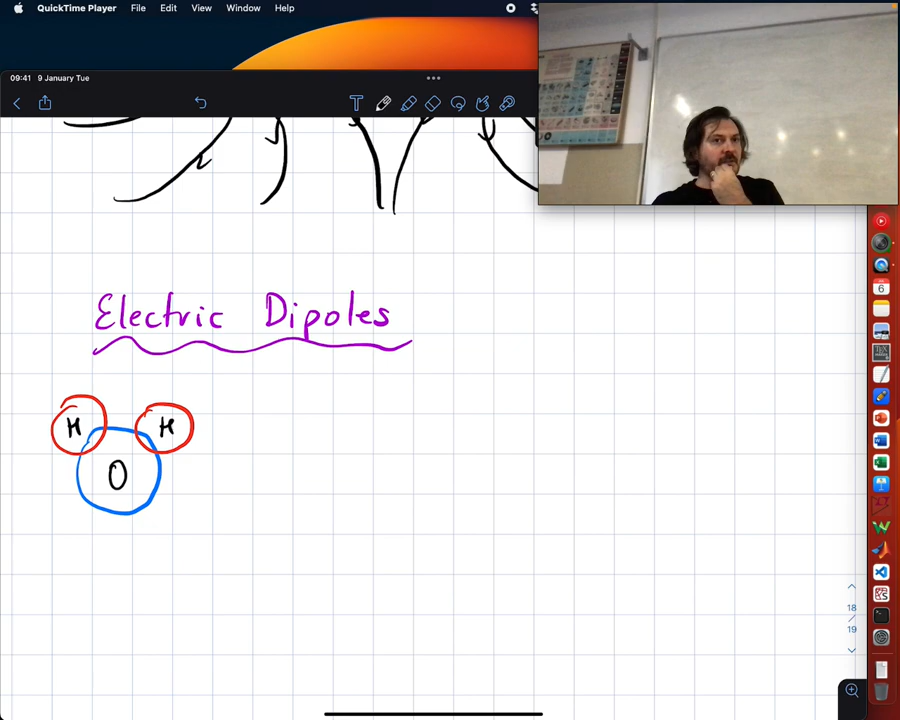 QuickTime Player File Edit View Window Help
09:41 9 January Tue
T
Electric Dipoles
H H
O
18
19
6